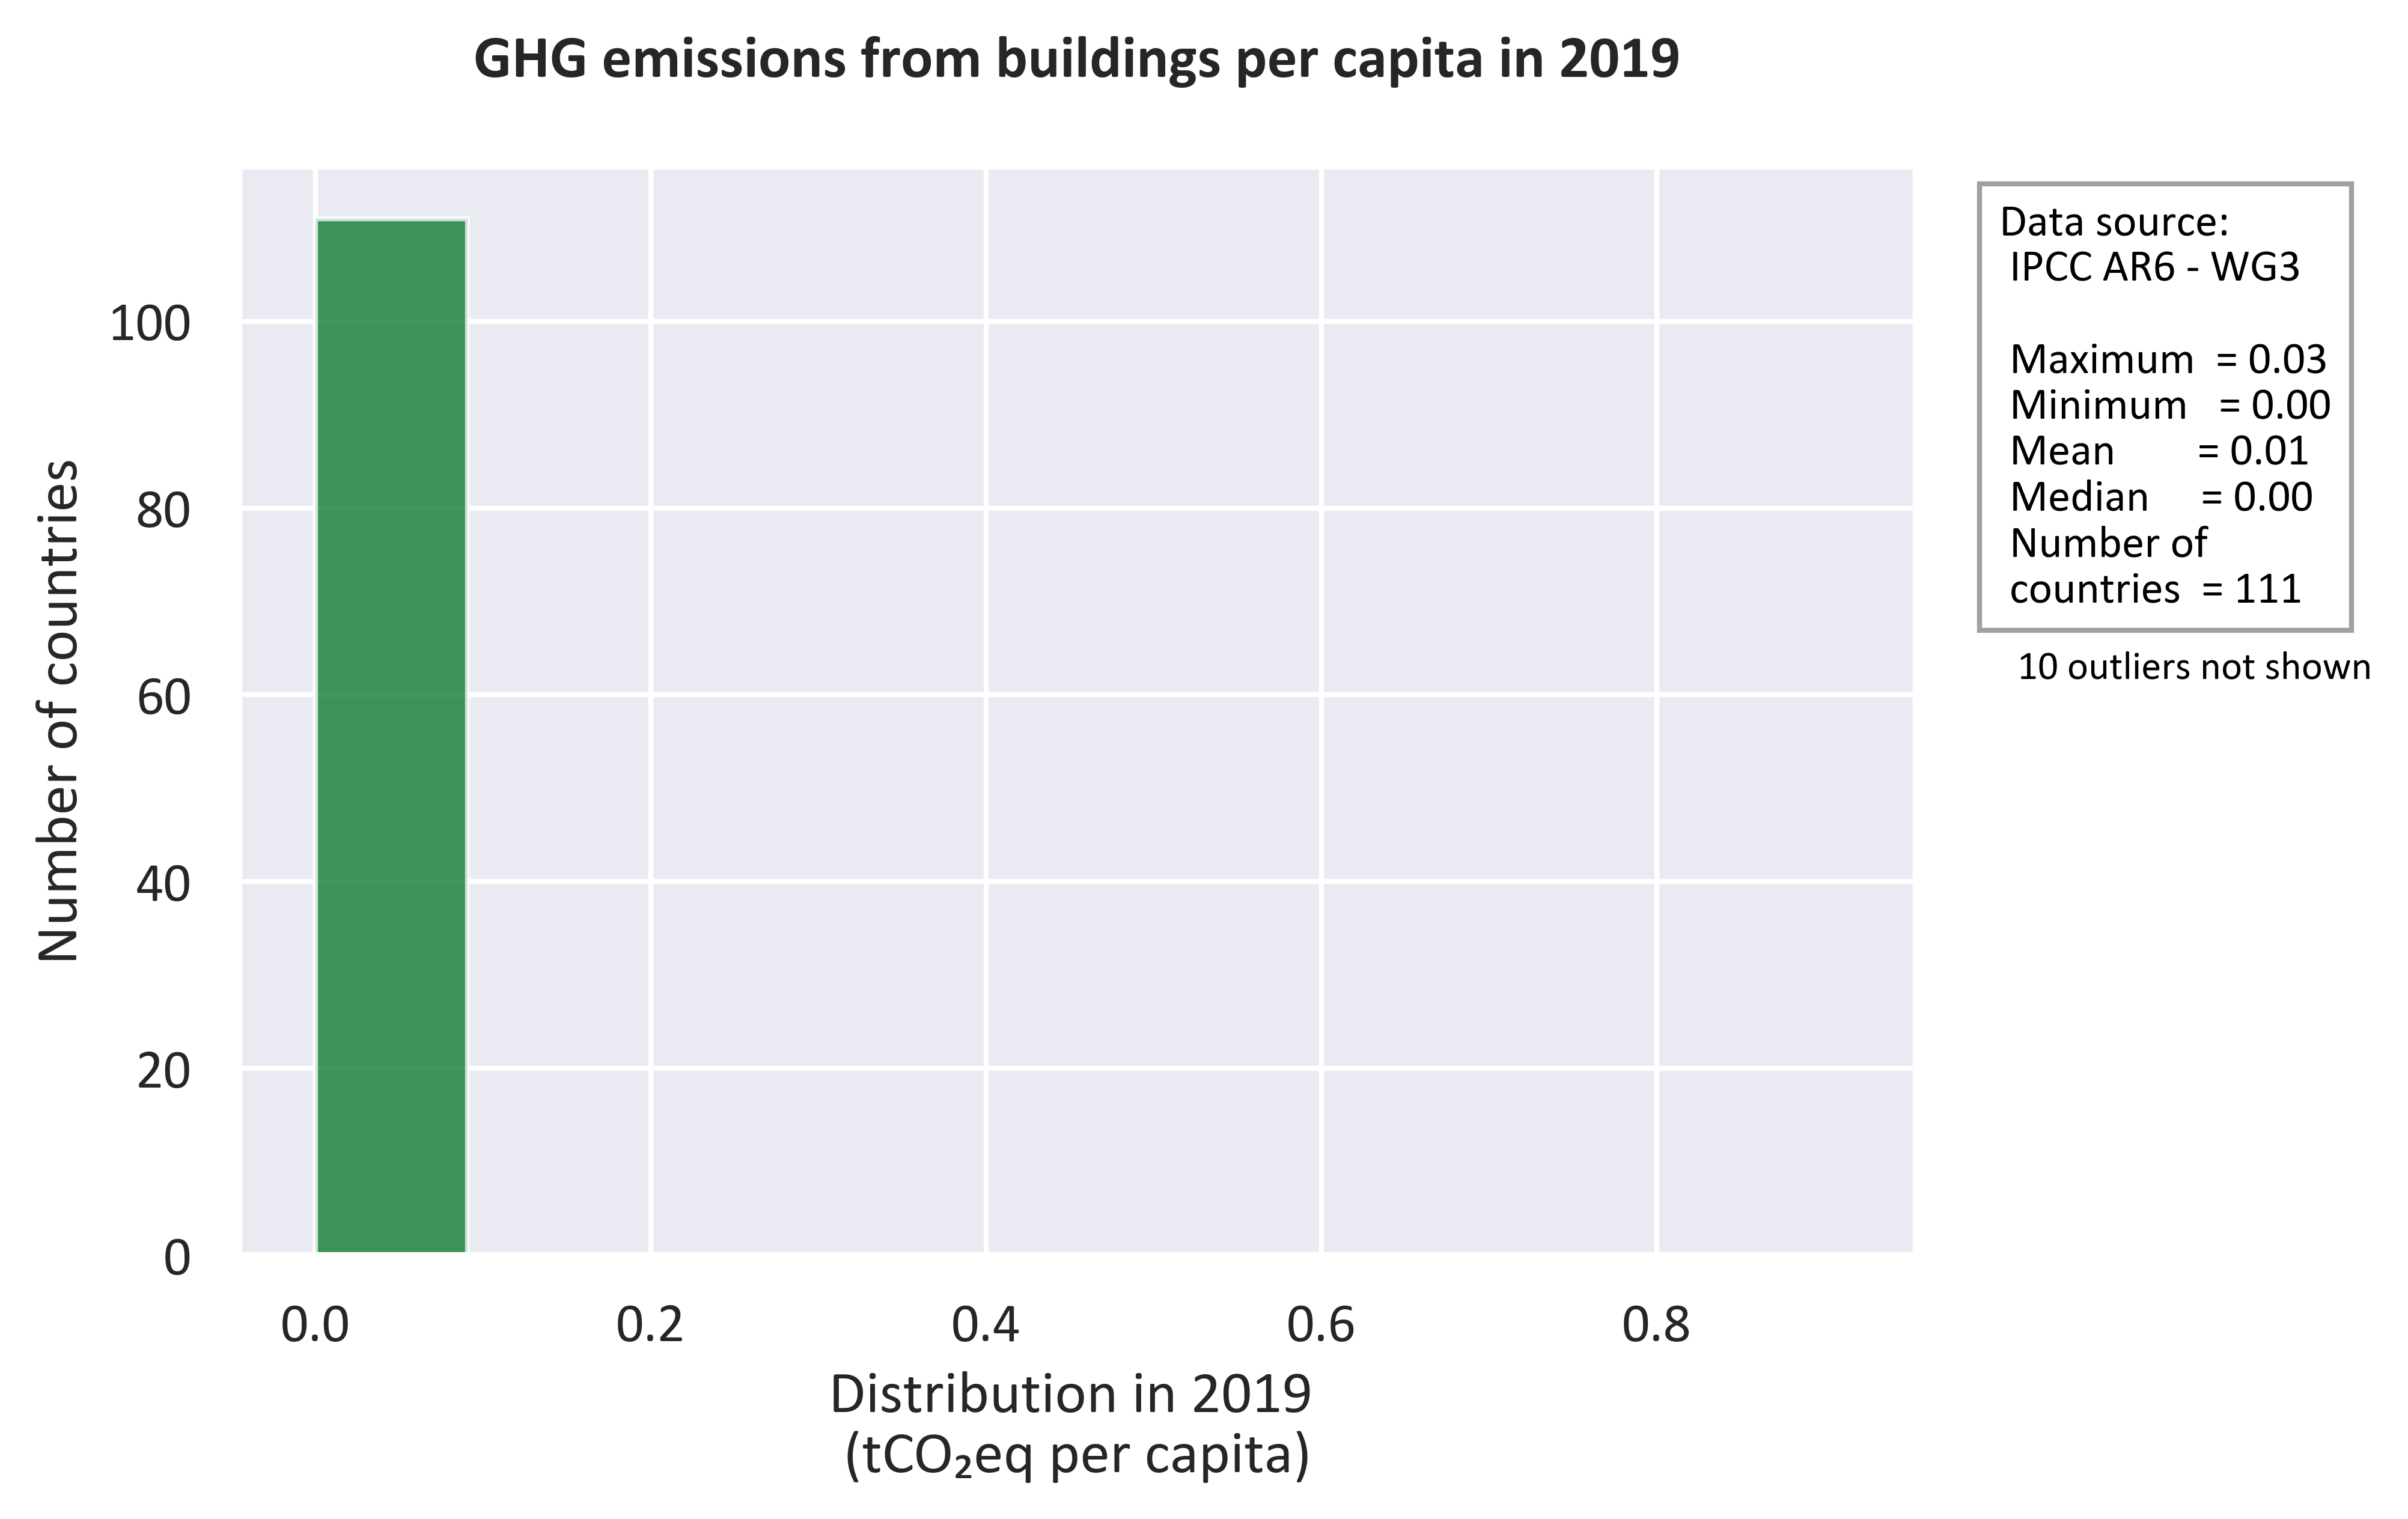 GHG emissions from buildings per capita in 2019
Number of countries
100
80
60
40
20
0
0.0 0.2 0.4 0.6 0.8
Distribution in 2019
(tCO₂eq per capita)
Data source:
IPCC AR6 - WG3
Maximum = 0.03
Minimum = 0.00
Mean = 0.01
Median = 0.00
Number of
countries = 111
10 outliers not shown